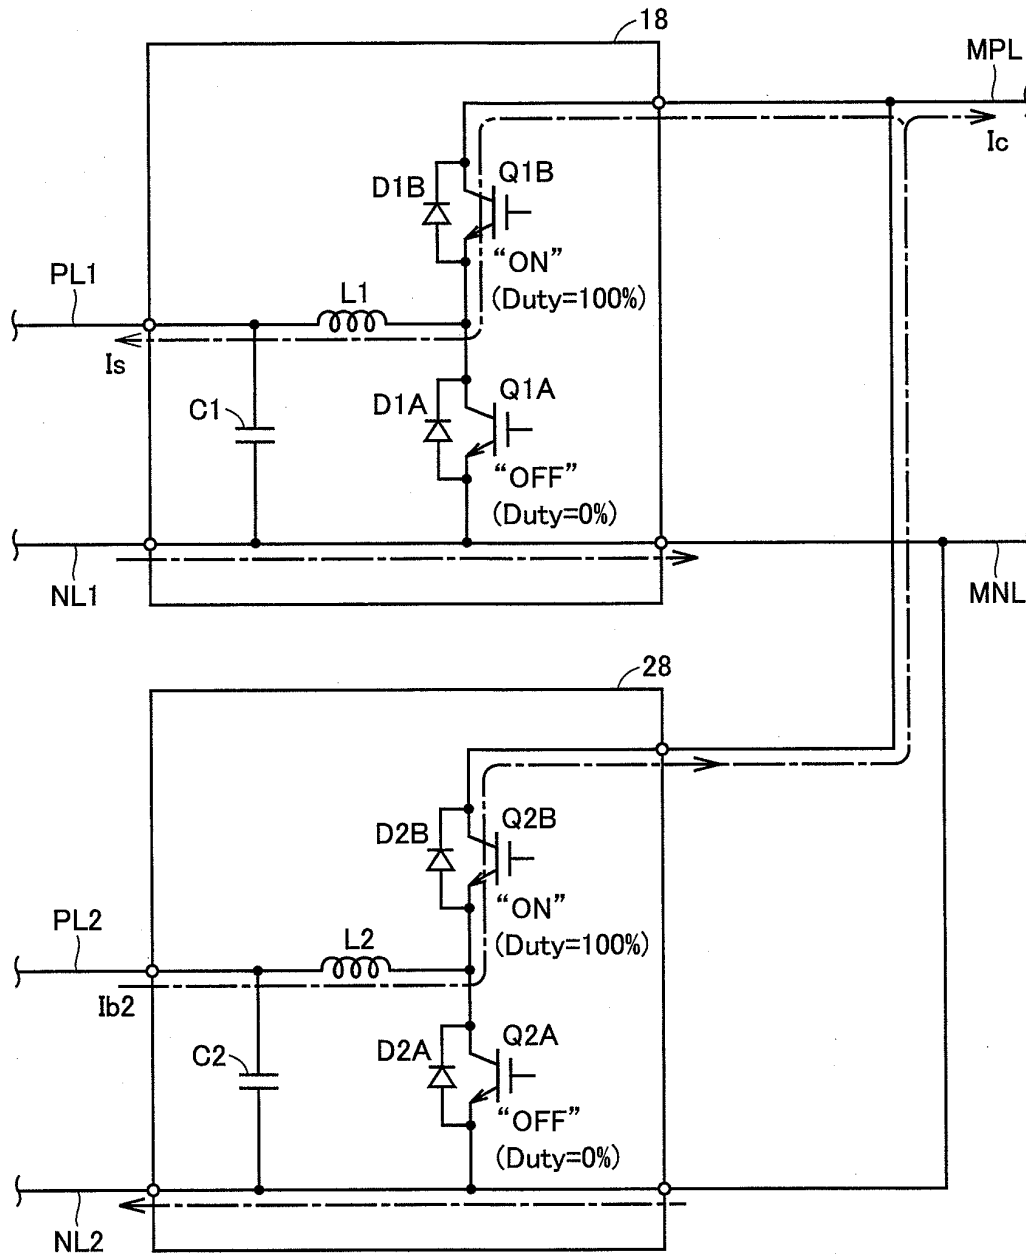 18
MPL
Ic
D1B
Q1B
“ON”
(Duty=100%)
PL1
L1
Is
C1
D1A
Q1A
“OFF”
(Duty=0%)
NL1
MNL
28
D2B
Q2B
“ON”
(Duty=100%)
PL2
L2
Ib2
C2
D2A
Q2A
“OFF”
(Duty=0%)
NL2